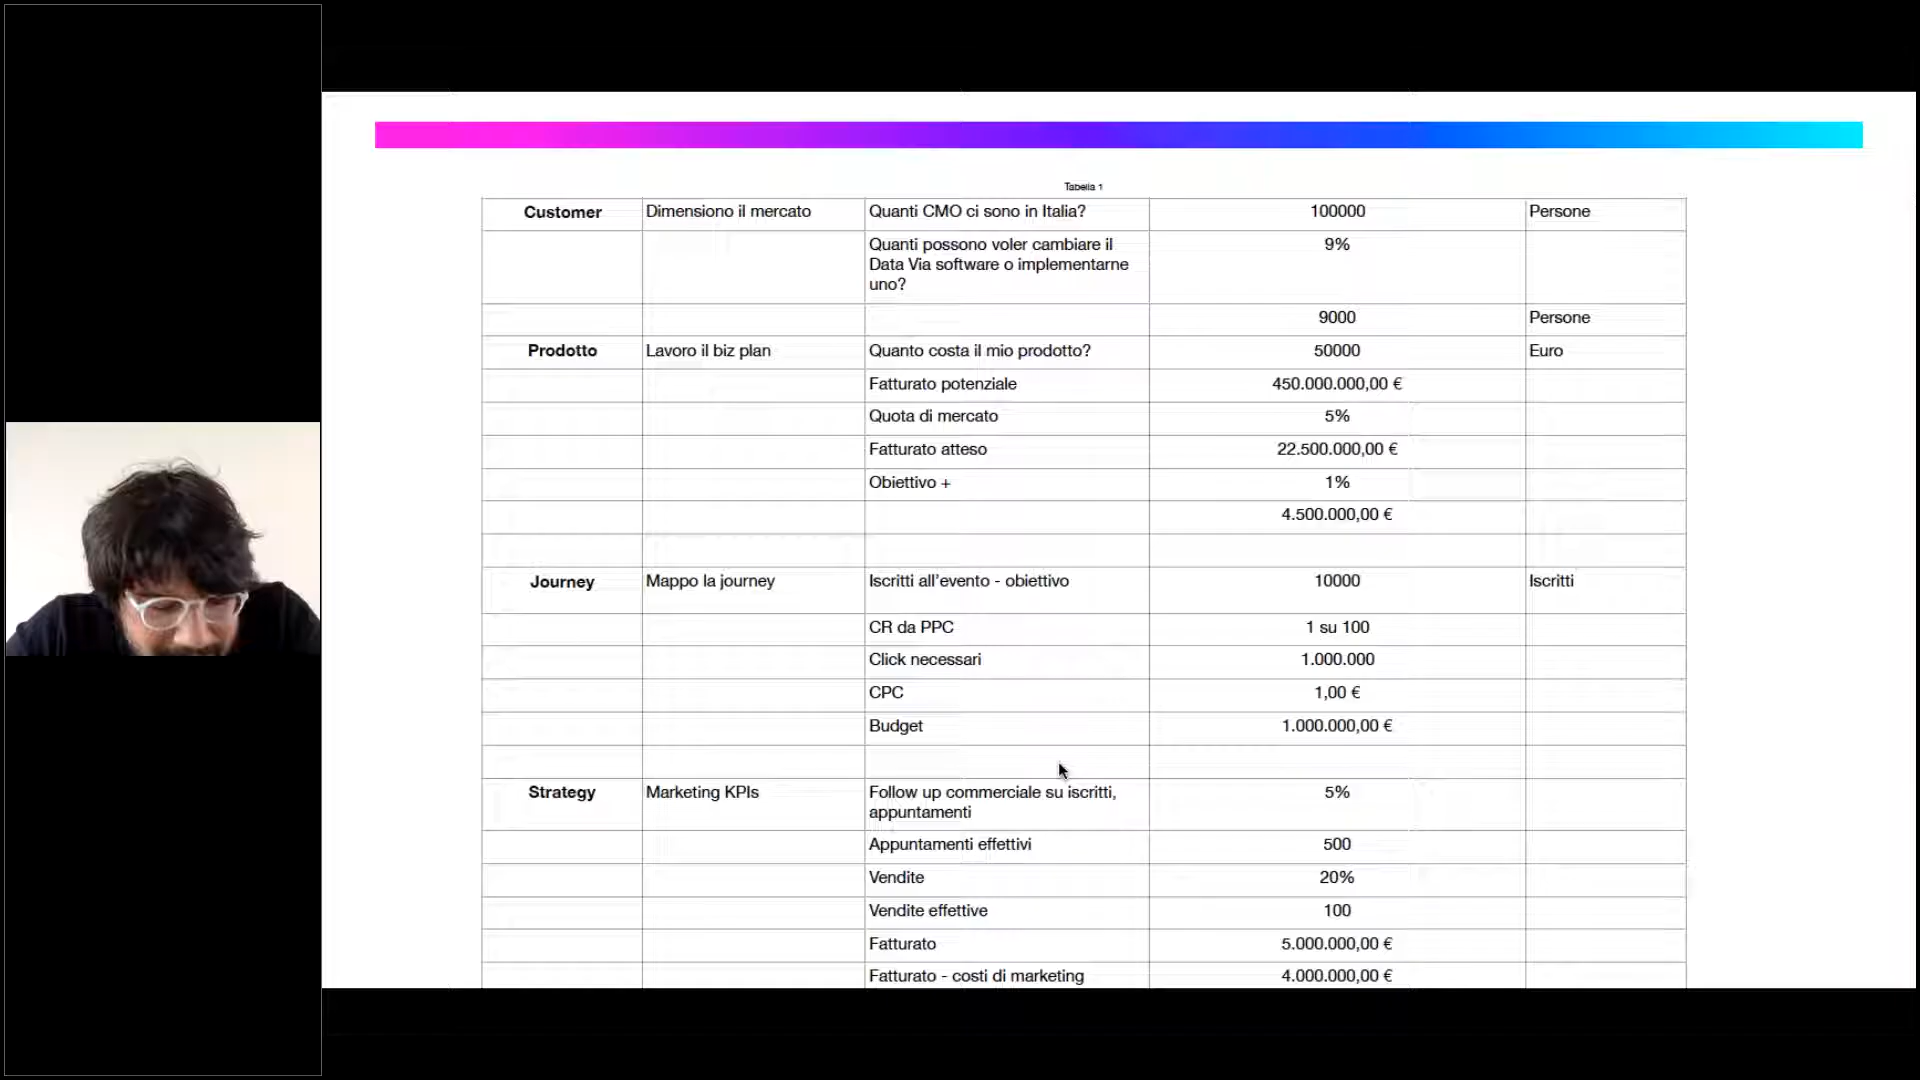 Tabella 1
Customer Dimensiono il mercato Quanti CMO ci sono in Italia? 100000 Persone
Quanti possono voler cambiare il 9%
Data Via software o implementarne
uno?
9000 Persone
Prodotto Lavoro il biz plan Quanto costa il mio prodotto? 50000 Euro
Fatturato potenziale 450.000.000,00 €
Quota di mercato 5%
Fatturato atteso 22.500.000,00 €
Obiettivo + 1%
4.500.000,00 €
Journey Mappo la journey Iscritti all'evento - obiettivo 10000 Iscritti
CR da PPC 1 su 100
Click necessari 1.000.000
CPC 1,00 €
Budget 1.000.000,00 €
Strategy Marketing KPIs Follow up commerciale su iscritti, 5%
appuntamenti
Appuntamenti effettivi 500
Vendite 20%
Vendite effettive 100
Fatturato 5.000.000,00 €
Fatturato - costi di marketing 4.000.000,00 €